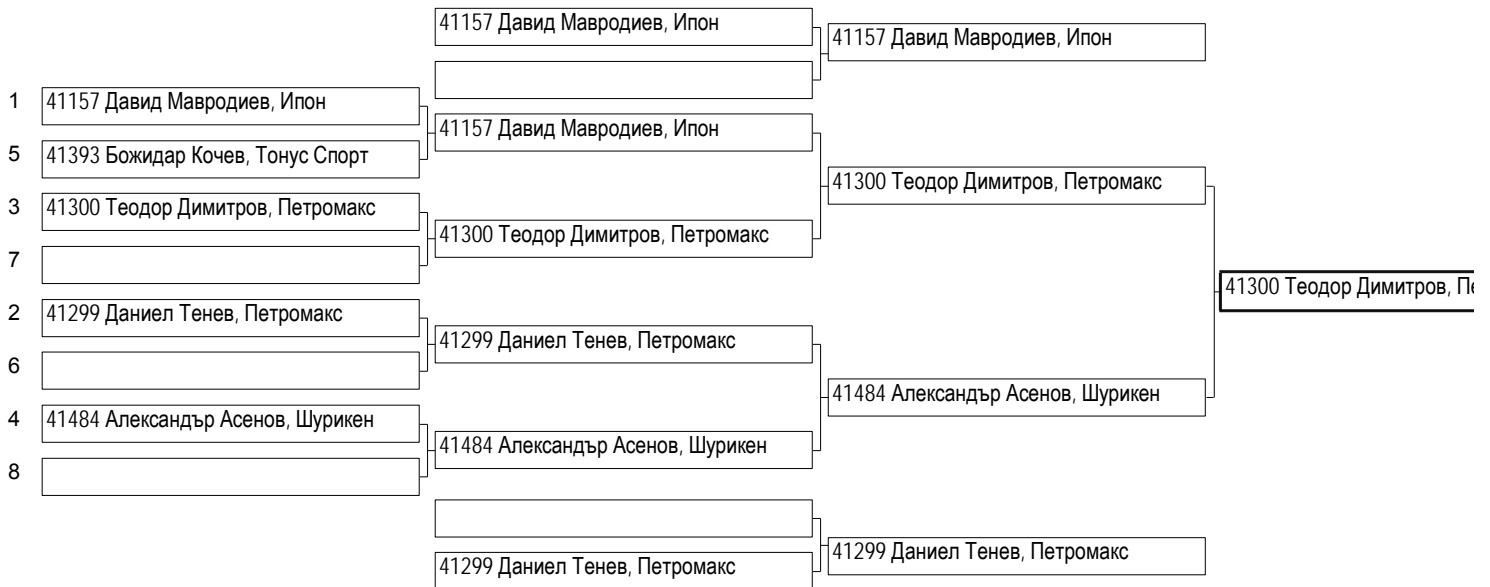 41157 Давид Мавродиев, Ипон
41157 Давид Мавродиев, Ипон
1 41157 Давид Мавродиев, Ипон
41157 Давид Мавродиев, Ипон
5 41393 Божидар Кочев, Тонус Спорт
41300 Теодор Димитров, Петромакс
3 41300 Теодор Димитров, Петромакс
41300 Теодор Димитров, Петромакс
7
41300 Теодор Димитров,
2 41299 Даниел Тенев, Петромакс
41299 Даниел Тенев, Петромакс
6
41484 Александър Асенов, Шурикен
4 41484 Александър Асенов, Шурикен
41484 Александър Асенов, Шурикен
8
41299 Даниел Тенев, Петромакс
41299 Даниел Тенев, Петромакс